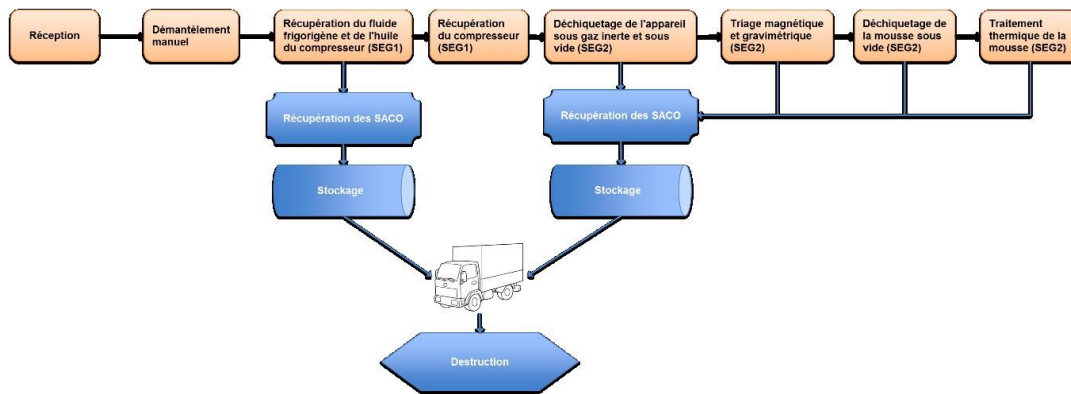 Réception
Démantèlement
manuel
Récupération du fluide
frigorigène et de l'huile du
compresseur (SEG1)
Récupération
du compresseur
(SEG1)
Déchiquetage de l'appareil
sous gaz inerte et sous
vide (SEG2)
Triage magnétique
et gravimétrique
(SEG2)
Déchiquetage de
la mousse sous
vide (SEG2)
Traitement
thermique de la
mousse (SEG2)
Récupération des SACO
Récupération des SACO
Stockage
Stockage
Destruction